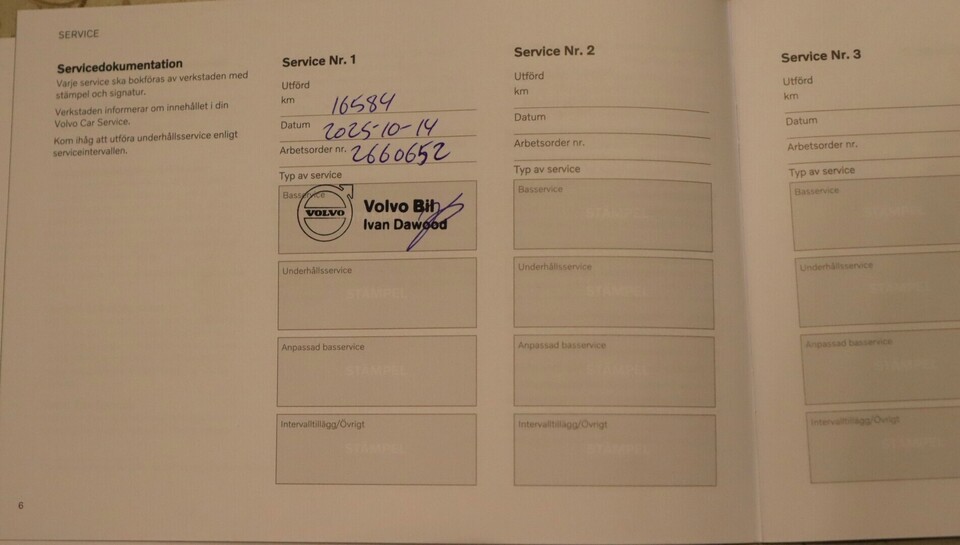 SERVICE
Servicedokumentation
Varje service ska bokföras av verkstaden med
stämpel och signatur.
Verkstaden informerar om innehållet i din
Volvo Car Service.
Kom ihåg att utföra underhållsservice enligt
serviceintervallen.
Service Nr. 1
Utförd
km 16584
Datum 2025-10-14
Arbetsorder nr. 2660652
Typ av service
Basservice
VOLVO
Volvo Bil
Ivan Dawood
Underhållsservice
STÄMPEL
Anpassad basservice
STÄMPEL
Intervalltillägg/Övrigt
STÄMPEL
Service Nr. 2
Utförd
km
Datum
Arbetsorder nr.
Typ av service
Basservice
STÄMPEL
Underhållsservice
STÄMPEL
Anpassad basservice
STÄMPEL
Intervalltillägg/Övrigt
STÄMPEL
Service Nr. 3
Utförd
km
Datum
Arbetsorder nr.
Typ av service
Basservice
Underhållsservice
Anpassad basservice
Intervalltillägg/Övrigt
6